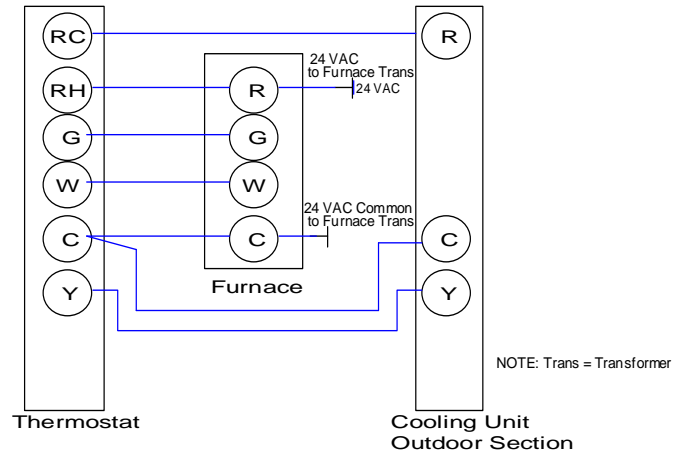 RC
R
24 VAC
to Furnace Trans
RH
R
24 VAC
G
G
W
W
24 VAC Common
to Furnace Trans
C
C
C
Furnace
Y
Y
NOTE: Trans = Transformer
Thermostat
Cooling Unit
Outdoor Section